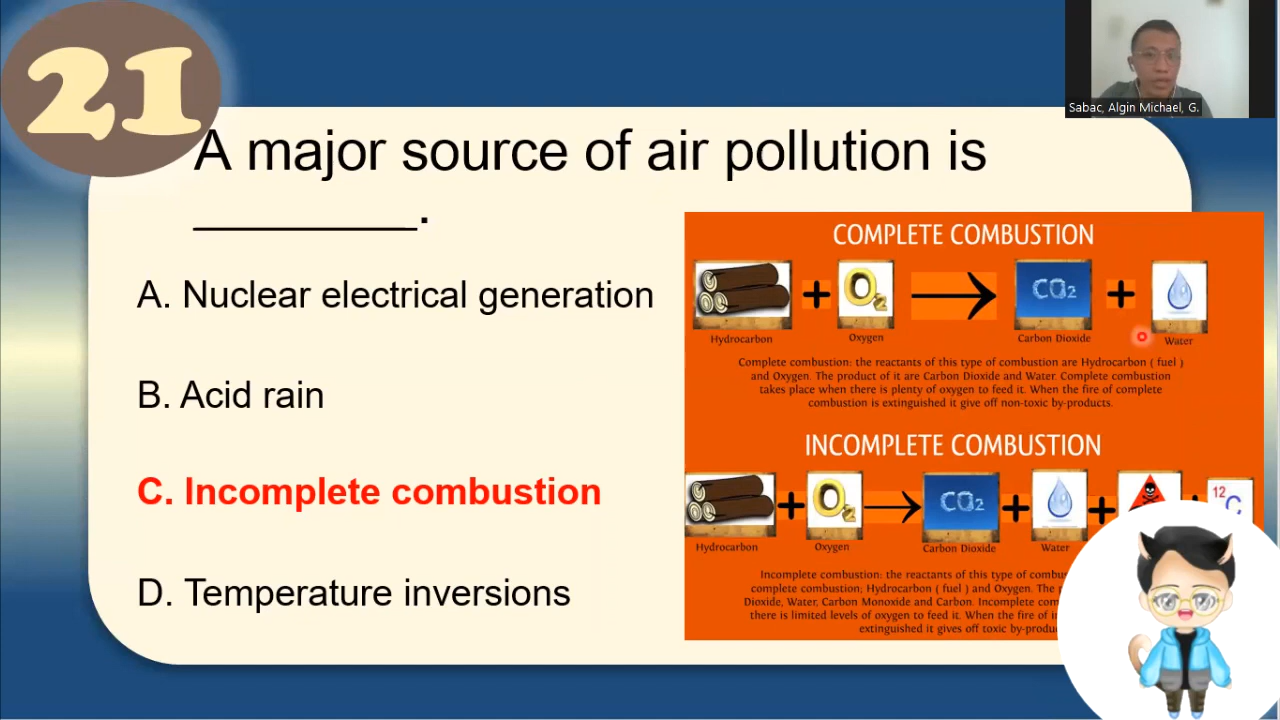 21
Sabac, Algin Michael, G.
A major source of air pollution is
_________.
A. Nuclear electrical generation
B. Acid rain
C. Incomplete combustion
D. Temperature inversions
COMPLETE COMBUSTION
+ O2 → CO2 +
Hydrocarbon Oxygen Carbon Dioxide Water
Complete combustion: the reactants of this type of combustion are Hydrocarbon ( fuel )
and Oxygen. The product of it are Carbon Dioxide and Water. Complete combustion
takes place when there is plenty of oxygen to feed it. When the fire of complete
combustion is extinguished it give off non-toxic by-products.
INCOMPLETE COMBUSTION
+ O2 → CO2 + + + 12C
Hydrocarbon Oxygen Carbon Dioxide Water
Incomplete combustion: the reactants of this type of
complete combustion; Hydrocarbon ( fuel ) and Oxygen. The
Dioxide, Water, Carbon Monoxide and Carbon. Incomplete
there is limited levels of oxygen to feed it. When the fire of
extinguished it gives off toxic